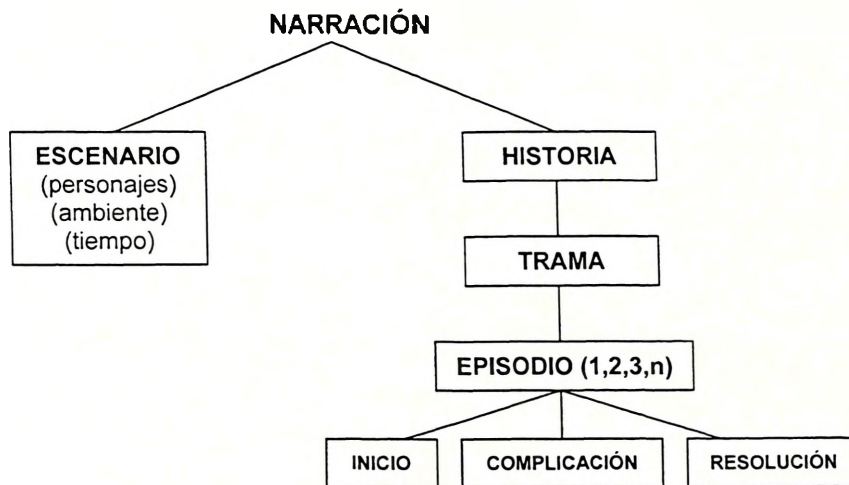 NARRACIÓN
ESCENARIO
(personajes)
(ambiente)
(tiempo)
HISTORIA
TRAMA
EPISODIO (1,2,3,n)
INICIO
COMPLICACIÓN
RESOLUCIÓN